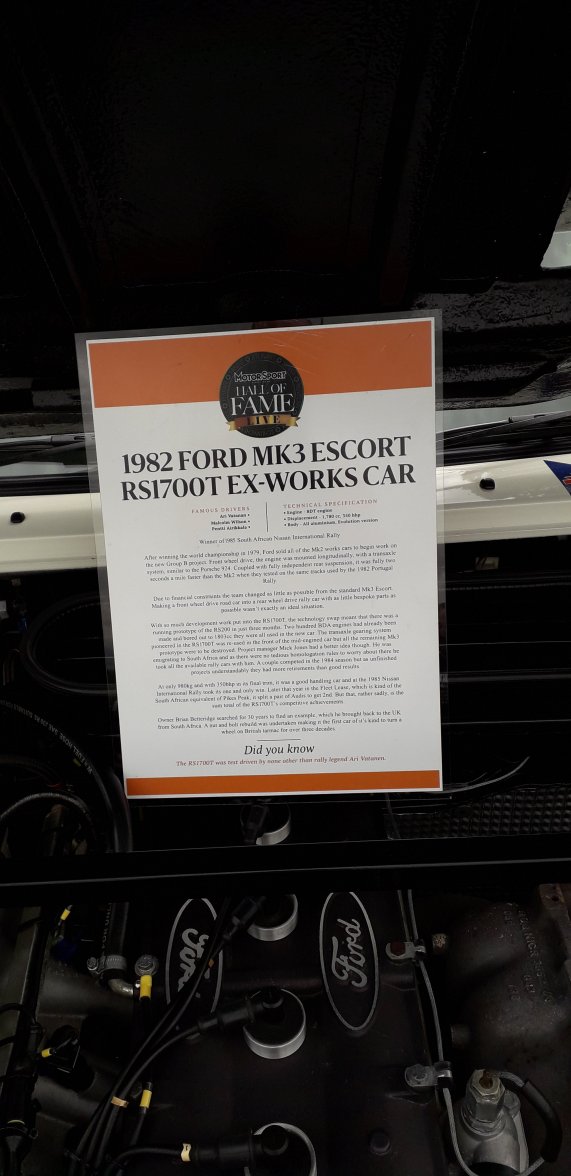 MOTORSPORT
HALL OF
FAME
LIVE
1982 FORD MK3 ESCORT
RS1700T EX-WORKS CAR
FAMOUS DRIVERS
Ari Vatanen •
Malcolm Wilson •
Pentti Airikkala •
TECHNICAL SPECIFICATION
• Engine - BDT engine
• Displacement - 1,780 cc, 350 bhp
• Body - All aluminium, Evolution version
Winner of 1985 South African Nissan International Rally
After winning the world championship in 1979, Ford sold all of the Mk2 works cars to begin work on
the new Group B project. Front wheel drive, the engine was mounted longitudinally, with a transaxle
system, similar to the Porsche 924. Coupled with fully independent rear suspension, it was fully two
seconds a mile faster than the Mk2 when they tested on the same tracks used by the 1982 Portugal
Rally
Due to financial constraints the team changed as little as possible from the standard Mk3 Escort.
Making a front wheel drive road car into a rear wheel drive rally car with as little bespoke parts as
possible wasn't exactly an ideal situation.
With so much development work put into the RS1700T, the technology swap meant that there was a
running prototype of the RS200 in just three months. Two hundred BDA engines had already been
made and bored out to 1803cc they were all used in the new car. The transaxle gearing system
pioneered in the RS1700T was re-used in the front of the mid-engined car but all the remaining Mk3
prototype were to be destroyed. Project manager Mick Jones had a better idea though. He was
emigrating to South Africa and as there were no tedious homologation rules to worry about there he
took all the available rally cars with him. A couple competed in the 1984 season but as unfinished
projects understandably they had more retirements than good results.
At only 980kg and with 350bhp in its final trim, it was a good handling car and at the 1985 Nissan
International Rally took its one and only win. Later that year in the Fleet Lease, which is kind of the
South African equivalent of Pikes Peak, it split a pair of Audis to get 2nd. But that, rather sadly, is the
sum total of the RS1700T's competitive achievements
Owner Brian Betteridge searched for 30 years to find an example, which he brought back to the UK
from South Africa. A nut and bolt rebuild was undertaken making it the first car of it's kind to turn a
wheel on British tarmac for over three decades.
Did you know
The RS1700T was test driven by none other than rally legend Ari Vatanen.
Ford
Ford